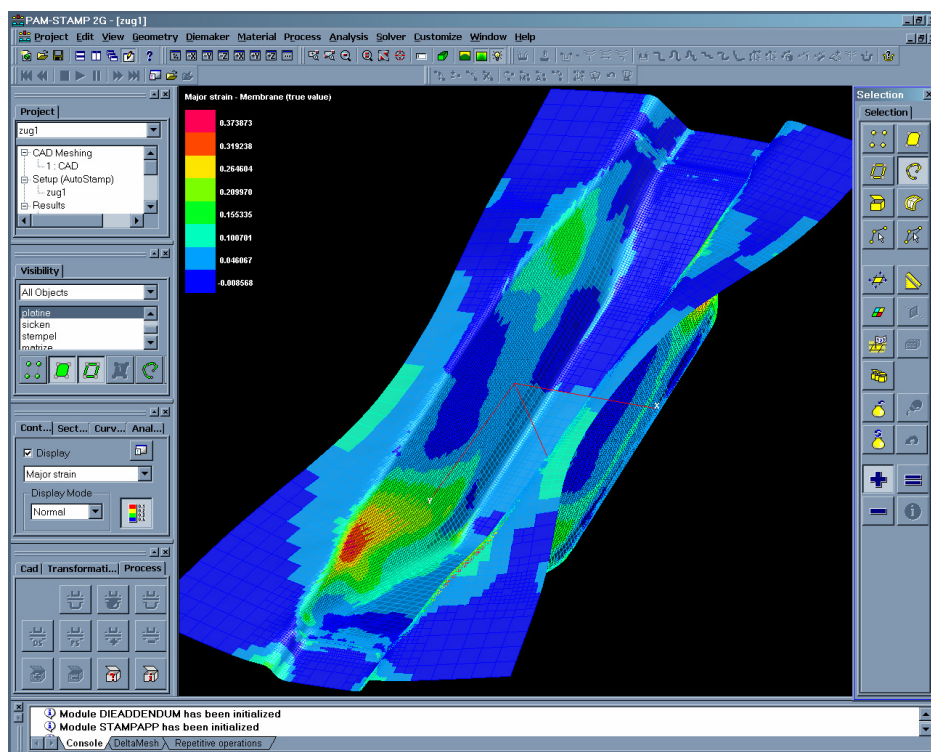 PAM-STAMP 2G - [zug1]
Project Edit View Geometry Diemaker Material Process Analysis Solver Customize Window Help
Project
zug1
CAD Meshing
1 : CAD
Setup (AutoStamp)
zug1
Results
Visibility
All Objects
platine
sicken
stempel
matrize
Cont... Sect... Curv... Anal...
Display
Major strain
Display Mode
Normal
Cad Transformati... Process
DS
PS
Major strain - Membrane (true value)
0.373873
0.319238
0.264604
0.209970
0.155335
0.100701
0.046067
-0.008568
X
Y
Selection
Selection
Module DIEADDENDUM has been initialized
Module STAMPAPP has been initialized
Console DeltaMesh Repetitive operations